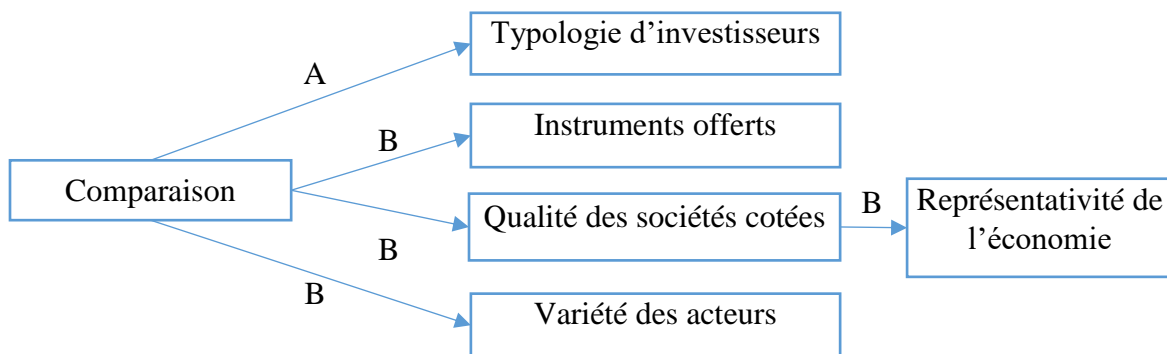 Typologie d’investisseurs
A
B
Instruments offerts
Comparaison
Qualité des sociétés cotées
B
Représentativité de
l’économie
B
B
Variété des acteurs